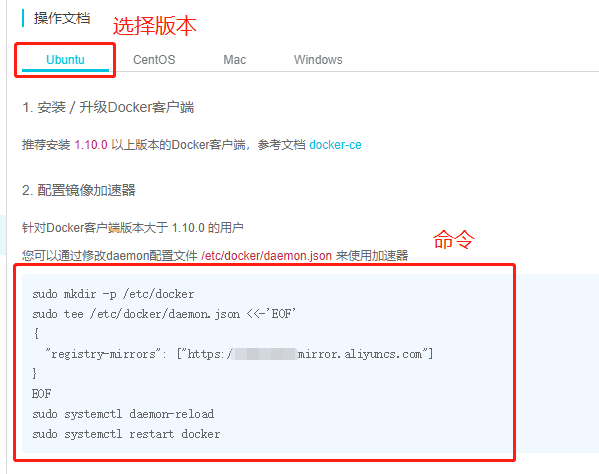 操作文档
选择版本
Ubuntu CentOS Mac Windows
1. 安装 / 升级Docker客户端
推荐安装 1.10.0 以上版本的Docker客户端，参考文档 docker-ce
2. 配置镜像加速器
针对Docker客户端版本大于 1.10.0 的用户
您可以通过修改daemon配置文件 /etc/docker/daemon.json 来使用加速器
命令
sudo mkdir -p /etc/docker
sudo tee /etc/docker/daemon.json <<-'EOF'
{
"registry-mirrors": ["https:/ mirror.aliyuncs.com"]
}
EOF
sudo systemctl daemon-reload
sudo systemctl restart docker